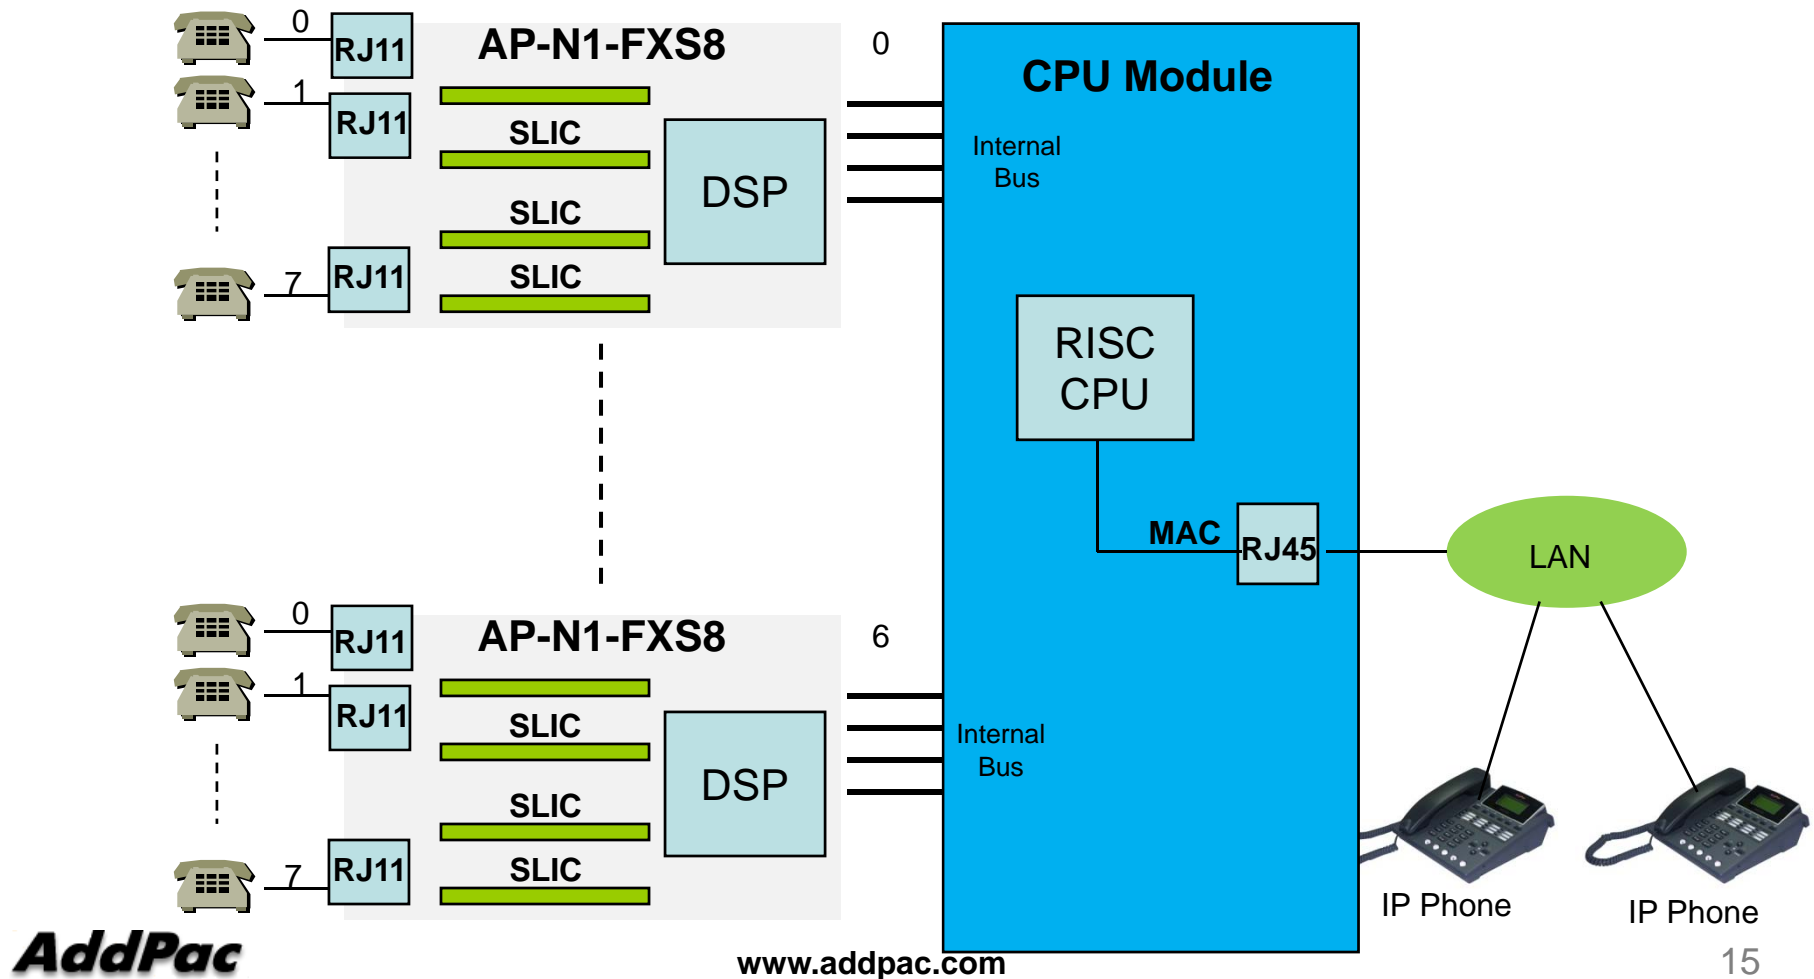 0
RJ11
AP-N1-FXS8
0
CPU Module
1
RJ11
SLIC
DSP
Internal
Bus
SLIC
7
RJ11
SLIC
RISC
CPU
MAC
RJ45
LAN
0
RJ11
AP-N1-FXS8
6
1
RJ11
SLIC
DSP
Internal
Bus
SLIC
7
RJ11
SLIC
IP Phone
IP Phone
AddPac
www.addpac.com
15